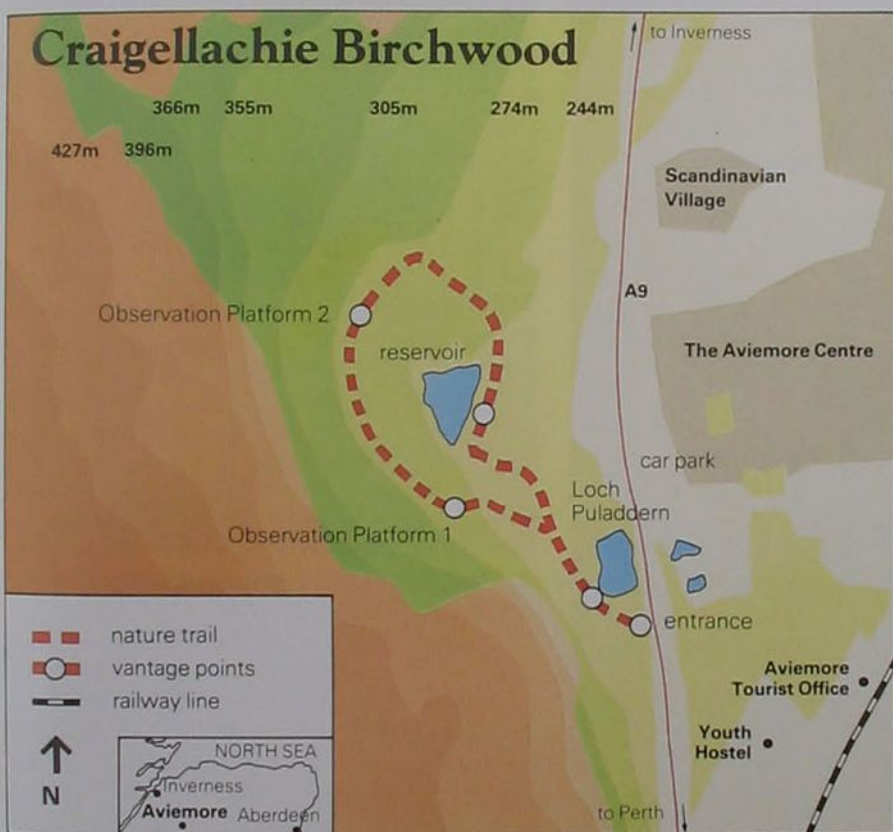 Craigellachie Birchwood
to Inverness
366m 355m 305m 274m 244m
427m 396m
Scandinavian
Village
A9
Observation Platform 2
reservoir
The Aviemore Centre
car park
Loch
Puladdern
Observation Platform 1
entrance
nature trail
vantage points
railway line
Aviemore
Tourist Office
Youth
Hostel
N
NORTH SEA
Inverness
Aviemore Aberdeen
to Perth